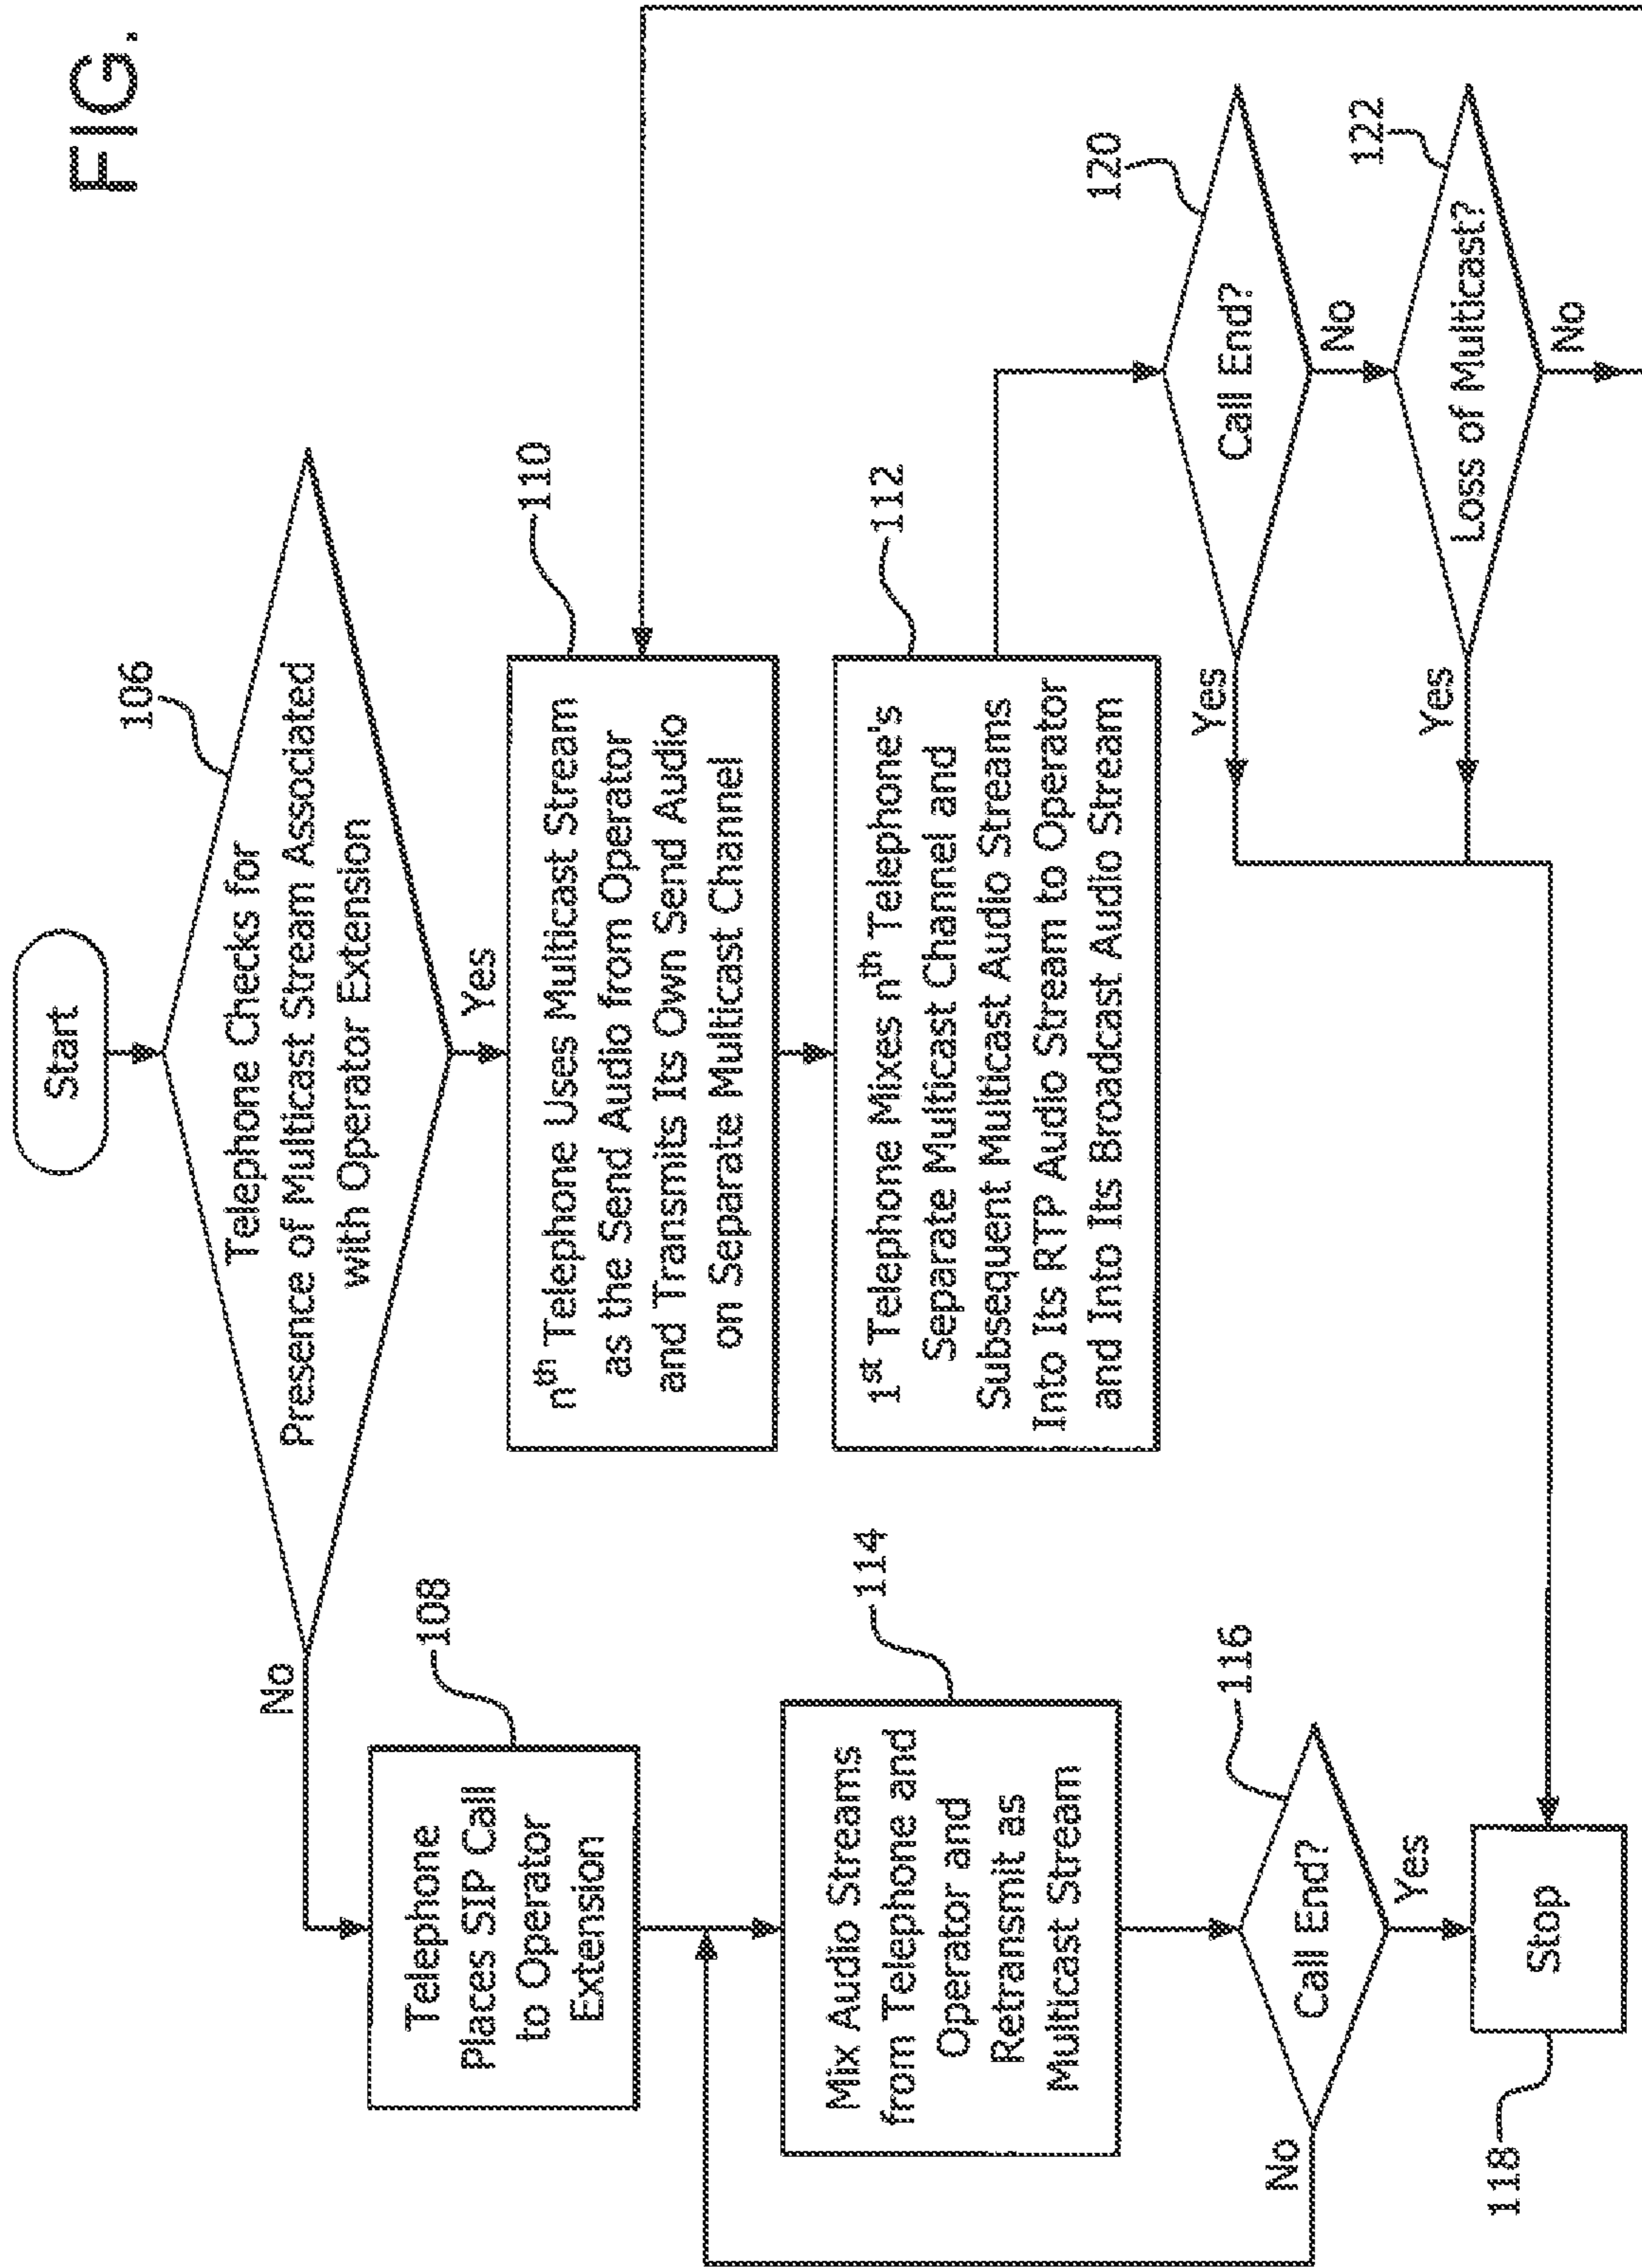 FIG.
Start
106
Telephone Checks for
Presence of Multicast Stream Associated
with Operator Extension
No
Yes
108
Telephone
Places SIP Call
to Operator
Extension
110
nth Telephone Uses Multicast Stream
as the Send Audio from Operator
and Transmits Its Own Send Audio
on Separate Multicast Channel
112
1st Telephone Mixes nth Telephone's
Separate Multicast Channel and
Subsequent Multicast Audio Streams
Into Its RTP Audio Stream to Operator
and Into Its Broadcast Audio Stream
114
Mix Audio Streams
from Telephone and
Operator and
Retransmit as
Multicast Stream
116
Call End?
No
Yes
118
Stop
120
Call End?
Yes
No
122
Loss of Multicast?
Yes
No